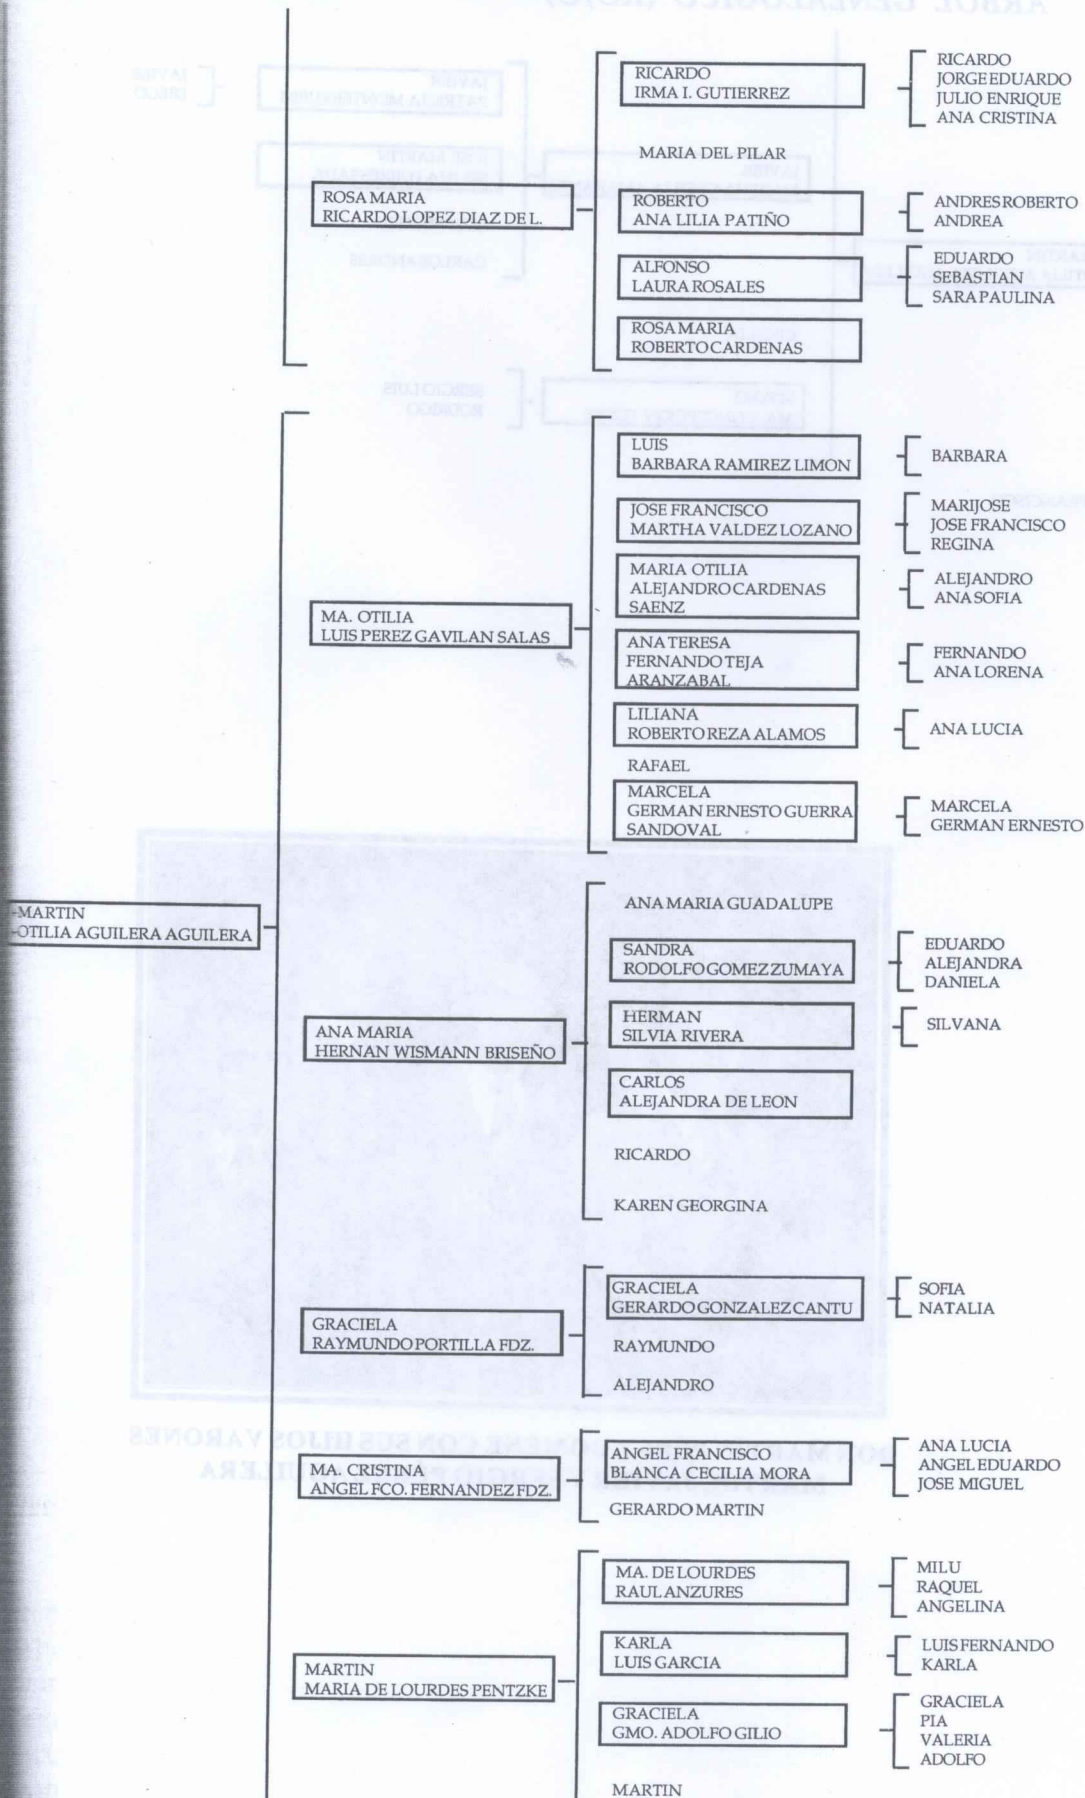 RICARDO
IRMA I. GUTIERREZ
RICARDO
JORGE EDUARDO
JULIO ENRIQUE
ANA CRISTINA
MARIA DEL PILAR
ROSA MARIA
RICARDO LOPEZ DIAZ DE L.
ROBERTO
ANA LILIA PATIÑO
ANDRES ROBERTO
ANDREA
ALFONSO
LAURA ROSALES
EDUARDO
SEBASTIAN
SARA PAULINA
ROSA MARIA
ROBERTO CARDENAS
LUIS
BARBARA RAMIREZ LIMON
BARBARA
JOSE FRANCISCO
MARTHA VALDEZ LOZANO
MARIJOSE
JOSE FRANCISCO
REGINA
MARIA OTILIA
ALEJANDRO CARDENAS
SAENZ
ALEJANDRO
ANA SOFIA
MA. OTILIA
LUIS PEREZ GAVILAN SALAS
ANA TERESA
FERNANDO TEJA
ARANZABAL
FERNANDO
ANA LORENA
LILIANA
ROBERTO REZA ALAMOS
ANA LUCIA
RAFAEL
MARCELA
GERMAN ERNESTO GUERRA
SANDOVAL
MARCELA
GERMAN ERNESTO
-MARTIN
-OTILIA AGUILERA AGUILERA
ANA MARIA GUADALUPE
SANDRA
RODOLFO GOMEZ ZUMAYA
EDUARDO
ALEJANDRA
DANIELA
ANA MARIA
HERNAN WISMANN BRISEÑO
HERMAN
SILVIA RIVERA
SILVANA
CARLOS
ALEJANDRA DE LEON
RICARDO
KAREN GEORGINA
GRACIELA
RAYMUNDO PORTILLA FDZ.
GRACIELA
GERARDO GONZALEZ CANTU
SOFIA
NATALIA
RAYMUNDO
ALEJANDRO
MA. CRISTINA
ANGEL FCO. FERNANDEZ FDZ.
ANGEL FRANCISCO
BLANCA CECILIA MORA
ANA LUCIA
ANGEL EDUARDO
JOSE MIGUEL
GERARDO MARTIN
MARTIN
MARIA DE LOURDES PENTZKE
MA. DE LOURDES
RAUL ANZURES
MILU
RAQUEL
ANGELINA
KARLA
LUIS GARCIA
LUIS FERNANDO
KARLA
GRACIELA
GMO. ADOLFO GILIO
GRACIELA
PIA
VALERIA
ADOLFO
MARTIN